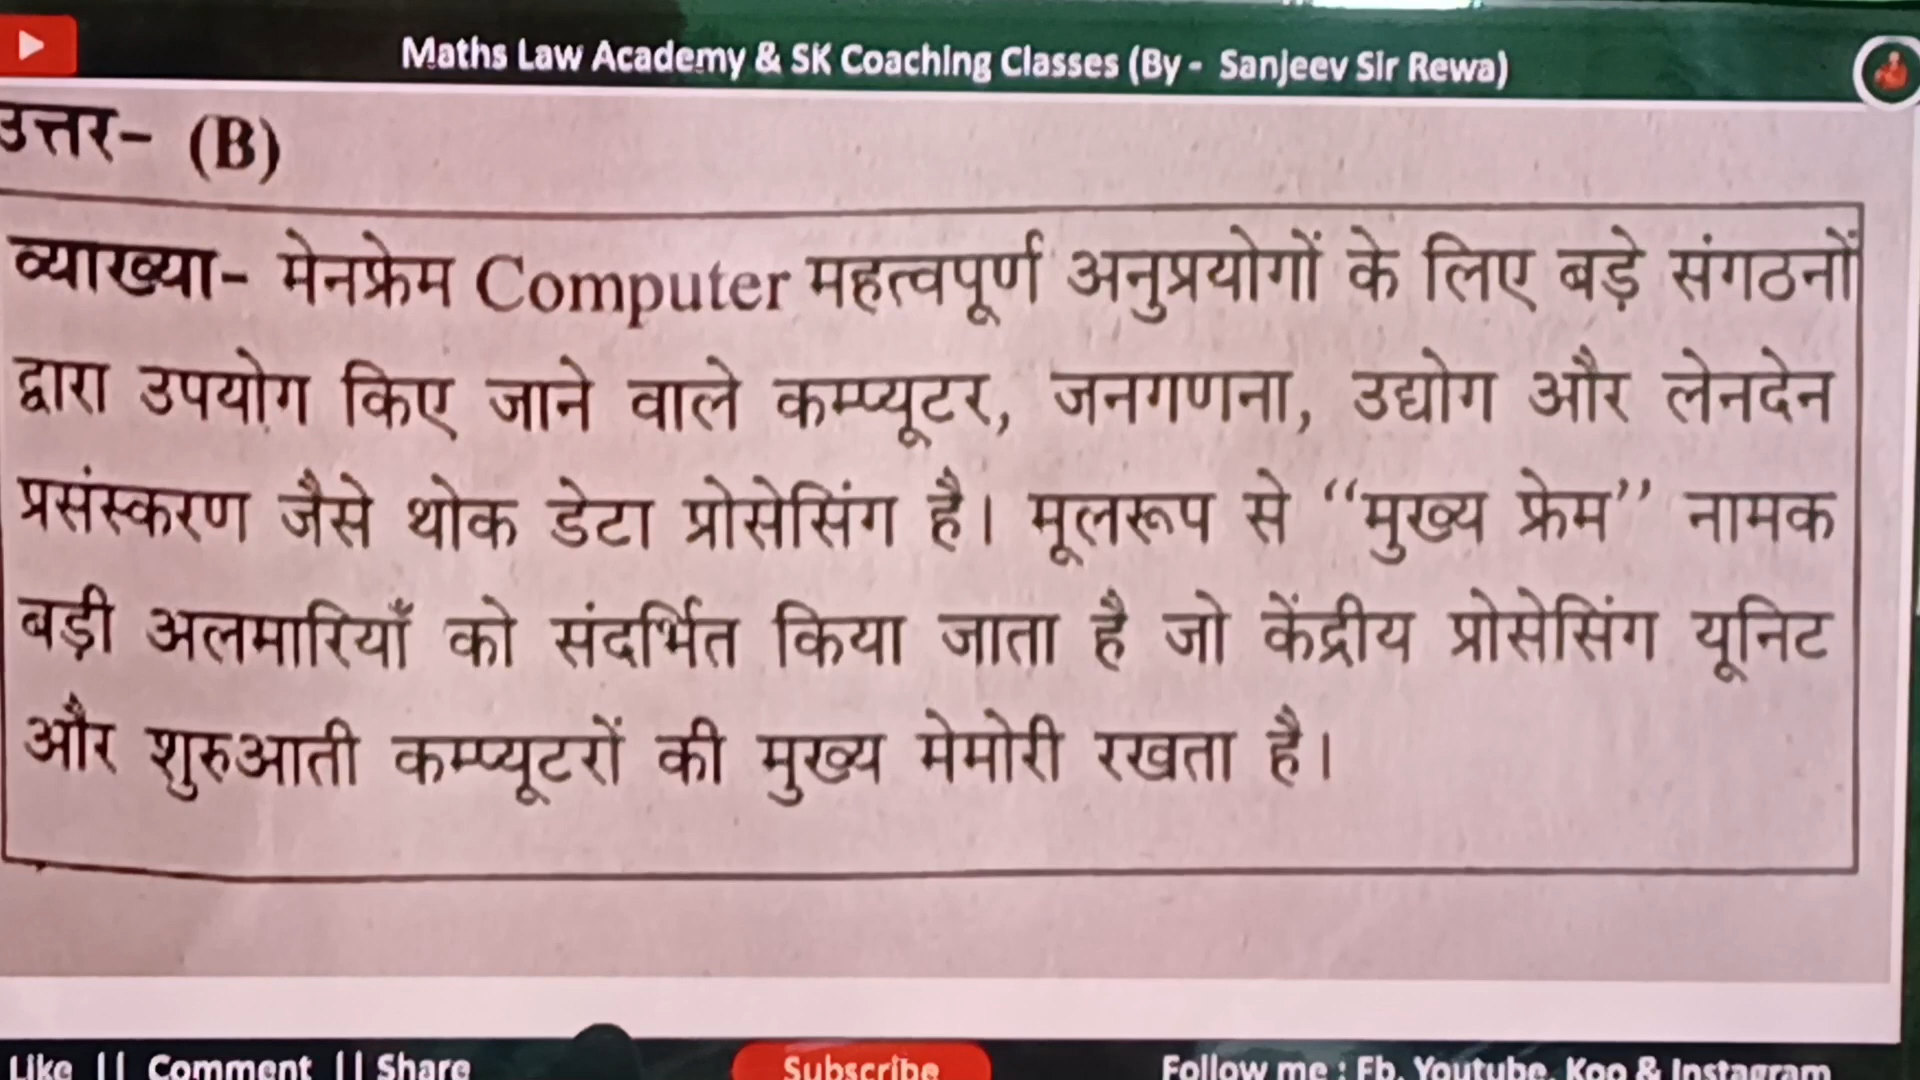 Maths Law Academy & SK Coaching Classes (By - Sanjeev Sir Rewa)
उत्तर- (B)
व्याख्या- मेनफ्रेम Computer महत्वपूर्ण अनुप्रयोगों के लिए बड़े संगठनों
द्वारा उपयोग किए जाने वाले कम्प्यूटर, जनगणना, उद्योग और लेनदेन
प्रसंस्करण जैसे थोक डेटा प्रोसेसिंग है। मूलरूप से “मुख्य फ्रेम” नामक
बड़ी अलमारियाँ को संदर्भित किया जाता है जो केंद्रीय प्रोसेसिंग यूनिट
और शुरुआती कम्प्यूटरों की मुख्य मेमोरी रखता है।
Like || Comment || Share Subscribe Follow me : Fb, Youtube, Koo & Instagram